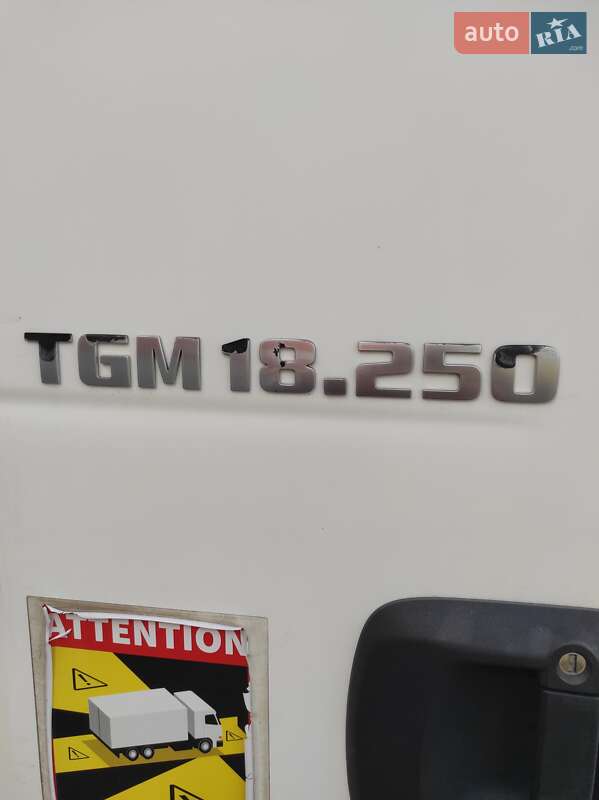 auto RIA .com
TGM 18.250
ATTENTION